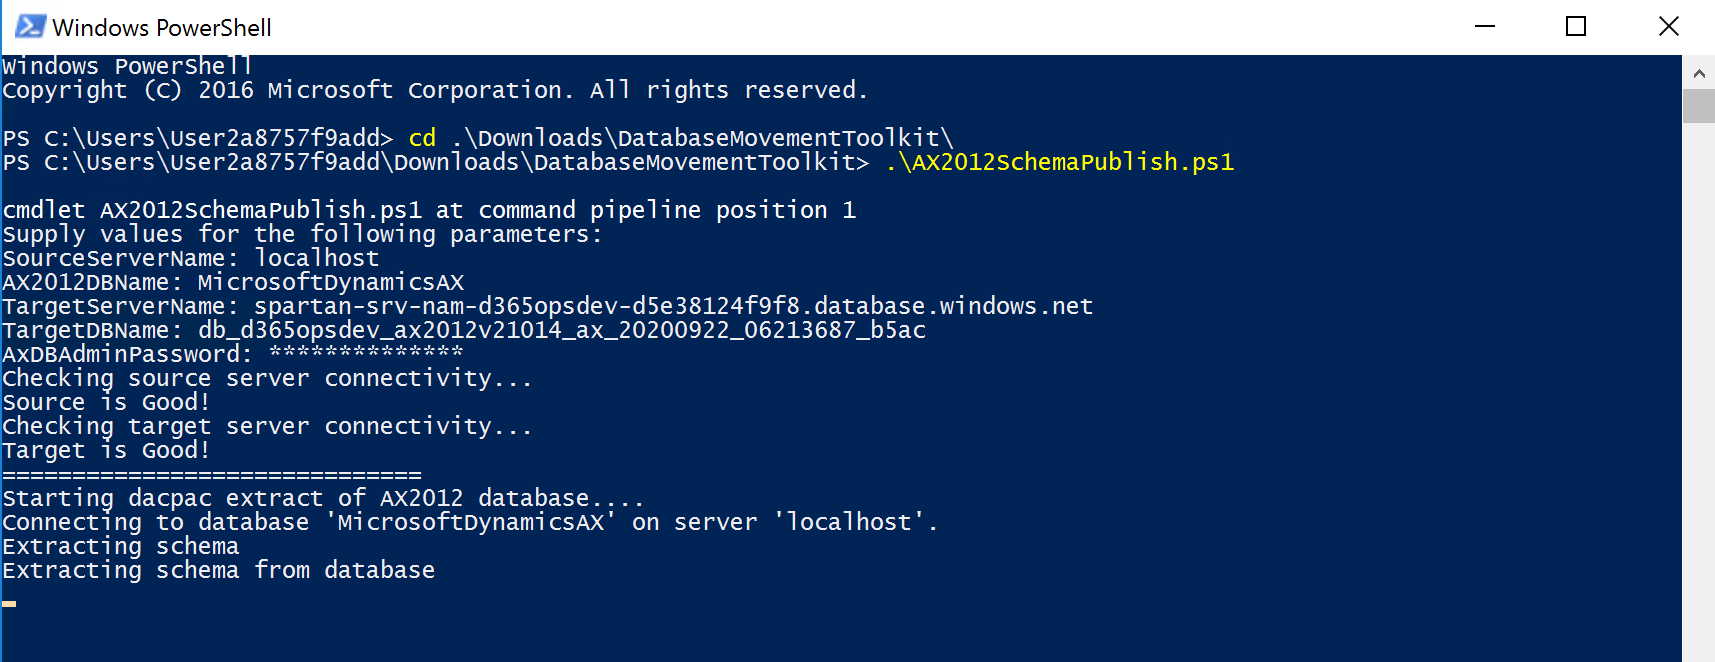 Windows PowerShell
Windows PowerShell
Copyright (C) 2016 Microsoft Corporation. All rights reserved.
PS C:\Users\User2a8757f9add> cd .\Downloads\DatabaseMovementToolkit\
PS C:\Users\User2a8757f9add\Downloads\DatabaseMovementToolkit> .\AX2012SchemaPublish.ps1
cmdlet AX2012SchemaPublish.ps1 at command pipeline position 1
Supply values for the following parameters:
SourceServerName: localhost
AX2012DBName: MicrosoftDynamicsAX
TargetServerName: spartan-srv-nam-d365opsdev-d5e38124f9f8.database.windows.net
TargetDBName: db_d365opsdev_ax2012v21014_ax_20200922_06213687_b5ac
AxDBAdminPassword: **************
Checking source server connectivity...
Source is Good!
Checking target server connectivity...
Target is Good!
==============================
Starting dacpac extract of AX2012 database....
Connecting to database 'MicrosoftDynamicsAX' on server 'localhost'.
Extracting schema
Extracting schema from database